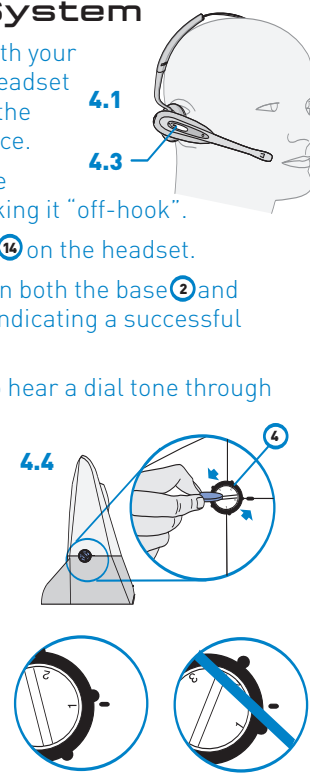 System
th your
eadset
4.1
the
ce.
4.3
e
king it “off-hook”.
14 on the headset.
n both the base 2 and
ndicating a successful
o hear a dial tone through
4
4.4
2
1
3
1